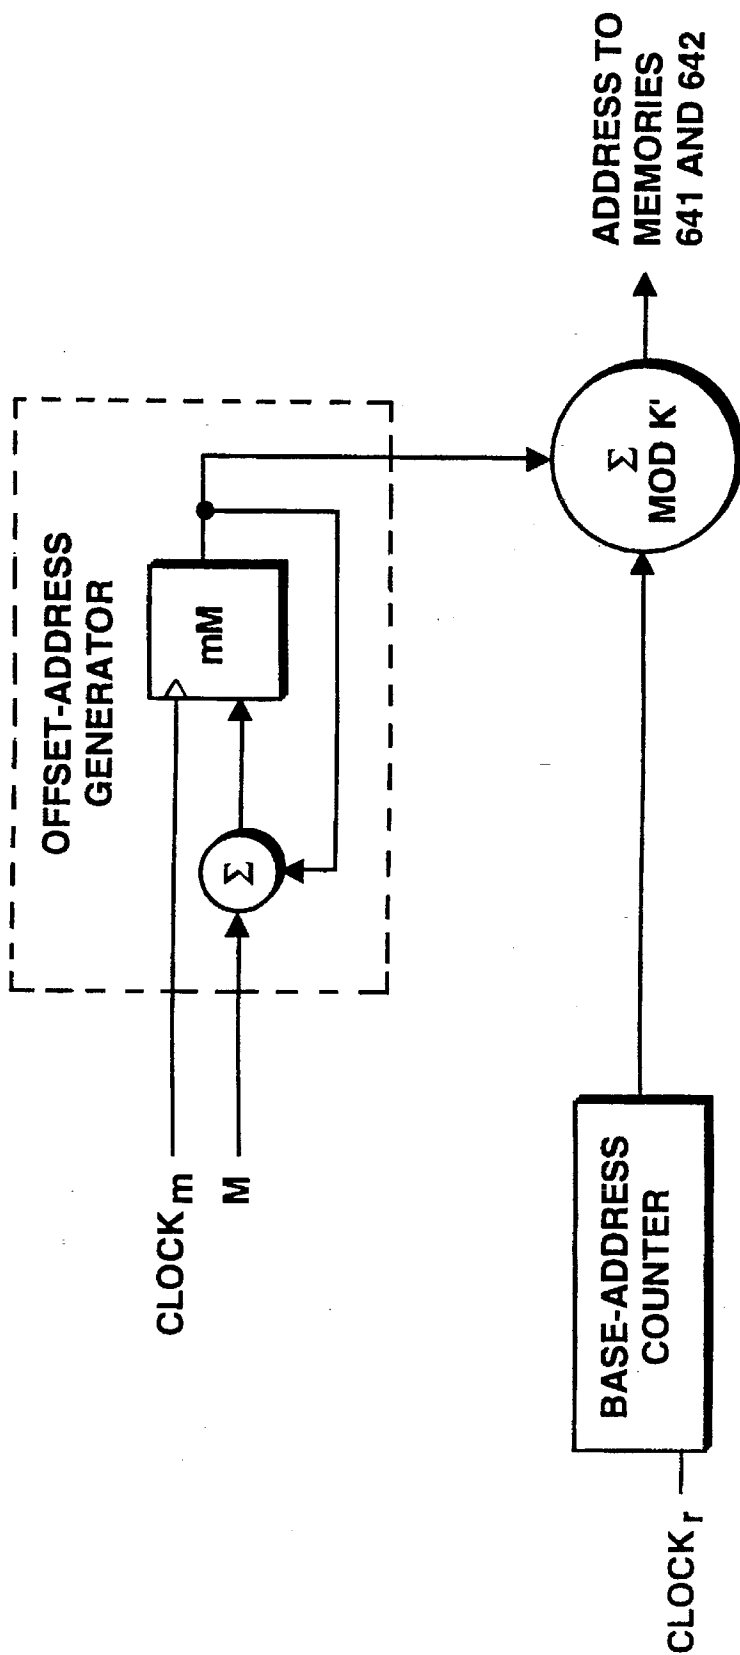 OFFSET-ADDRESS
GENERATOR
CLOCKm
M
Σ
mM
BASE-ADDRESS
COUNTER
CLOCKr
Σ
MOD K'
ADDRESS TO
MEMORIES
641 AND 642